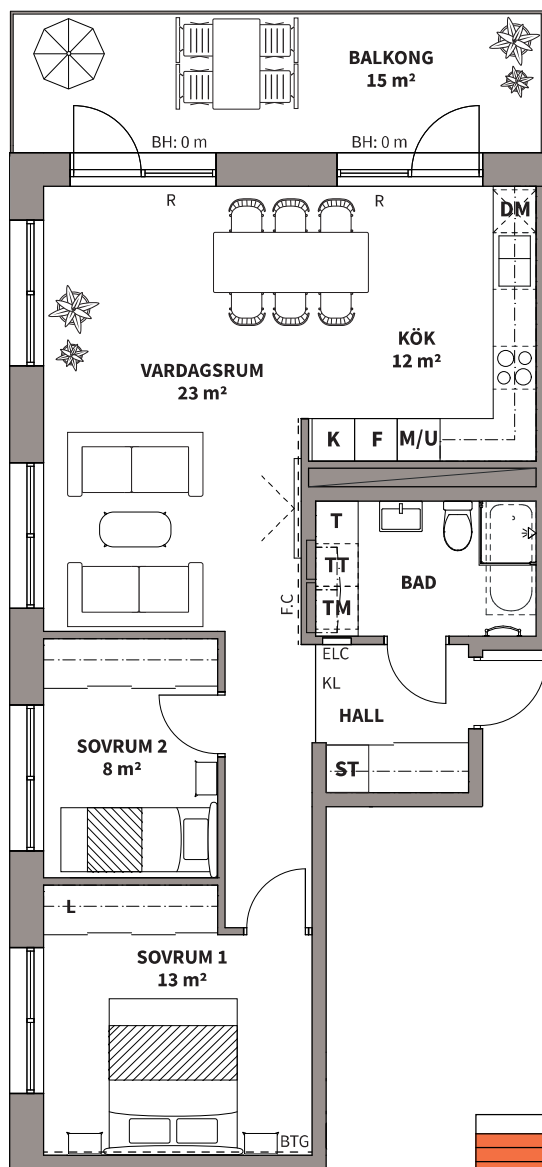 BALKONG
15 m²
BH: 0 m
BH: 0 m
R
R
DM
KÖK
12 m²
VARDAGSRUM
23 m²
K
F
M/U
T
TT
BAD
TM
F.C
ELC
KL
HALL
SOVRUM 2
8 m²
ST
L
SOVRUM 1
13 m²
BTG